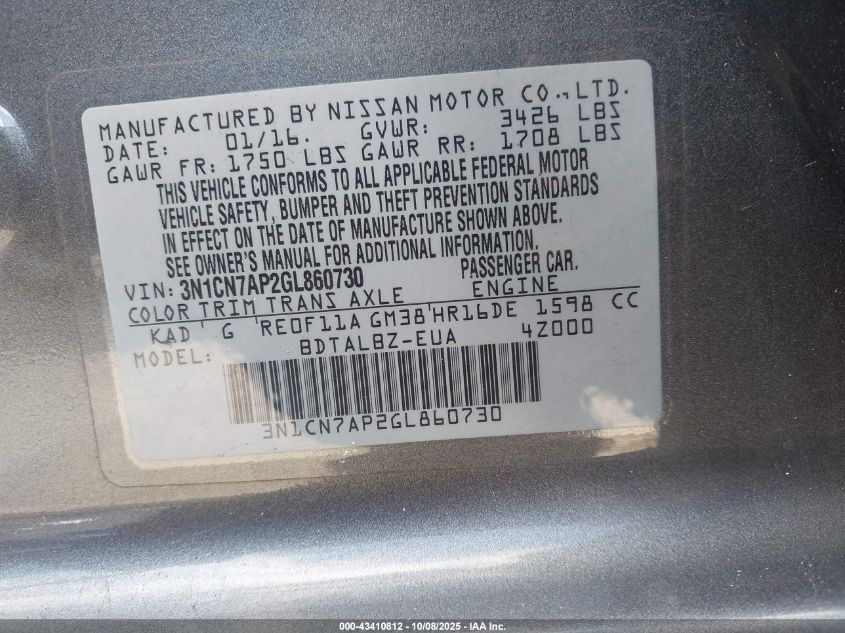 MANUFACTURED BY NISSAN MOTOR CO., LTD.
DATE: 01/16. GVWR: 3426 LBS
GAWR FR: 1750 LBS GAWR RR: 1708 LBS
THIS VEHICLE CONFORMS TO ALL APPLICABLE FEDERAL MOTOR
VEHICLE SAFETY, BUMPER AND THEFT PREVENTION STANDARDS
IN EFFECT ON THE DATE OF MANUFACTURE SHOWN ABOVE.
SEE OWNER'S MANUAL FOR ADDITIONAL INFORMATION.
VIN: 3N1CN7AP2GL860730 PASSENGER CAR.
COLOR TRIM TRANS AXLE ENGINE
KAD G RE0F11A GM38 HR16DE 1598 CC
MODEL: BDTALBZ-EUA 4Z000
3N1CN7AP2GL860730
000-43410812 - 10/08/2025 - IAA Inc.